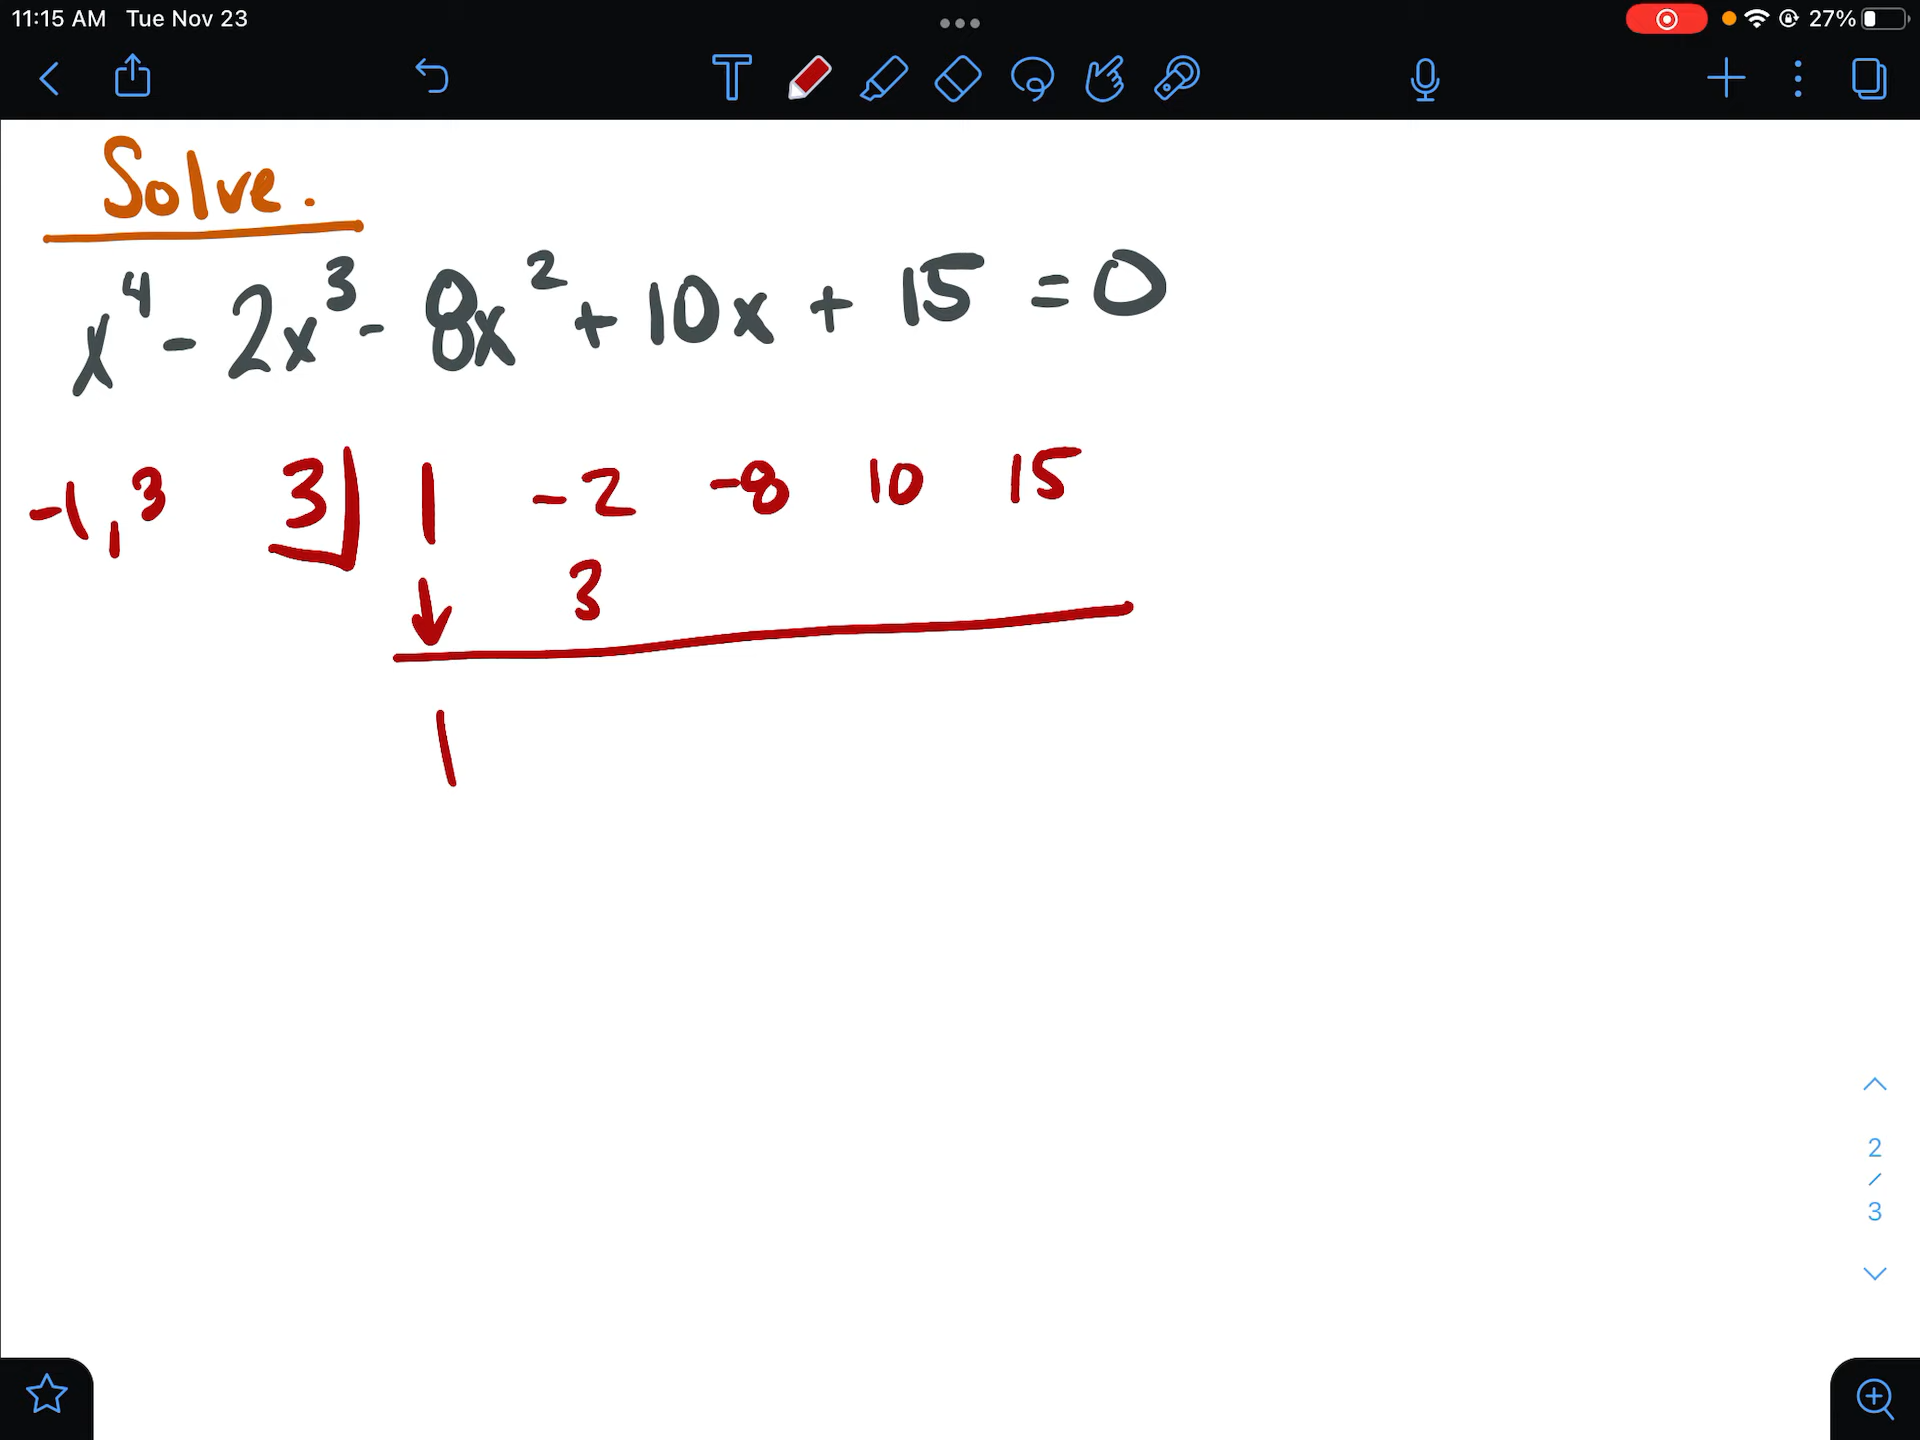 11:15 AM Tue Nov 23
27%
T
Solve.
x⁴ - 2x³ - 8x² + 10x + 15 = 0
-1, 3 3 1 -2 -8 10 15
3
1
2
/
3